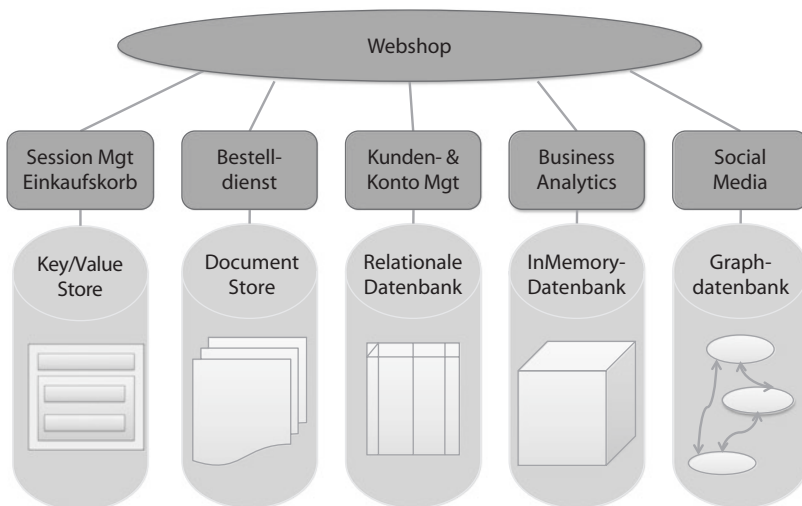 Webshop
Session Mgt
Einkaufskorb
Bestell-
dienst
Kunden- &
Konto Mgt
Business
Analytics
Social
Media
Key/Value
Store
Document
Store
Relationale
Datenbank
InMemory-
Datenbank
Graph-
datenbank